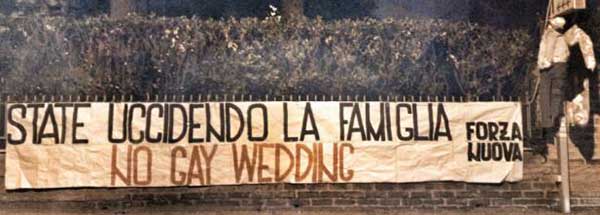 STATE UCCIDENDO LA FAMIGLIA
NO GAY WEDDING
FORZA
NUOVA